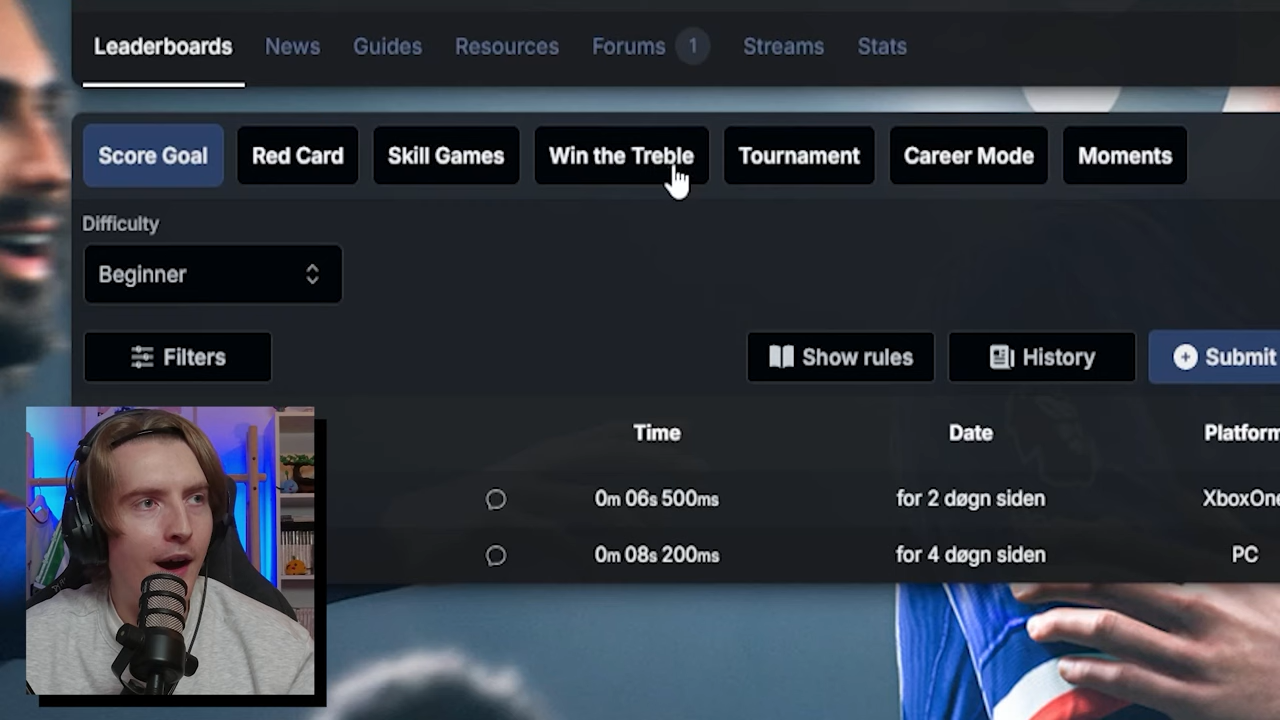 Leaderboards News Guides Resources Forums 1 Streams Stats
Score Goal Red Card Skill Games Win the Treble Tournament Career Mode Moments
Difficulty
Beginner
Filters Show rules History Submit
Time Date Platform
0m 06s 500ms for 2 døgn siden XboxOne
0m 08s 200ms for 4 døgn siden PC